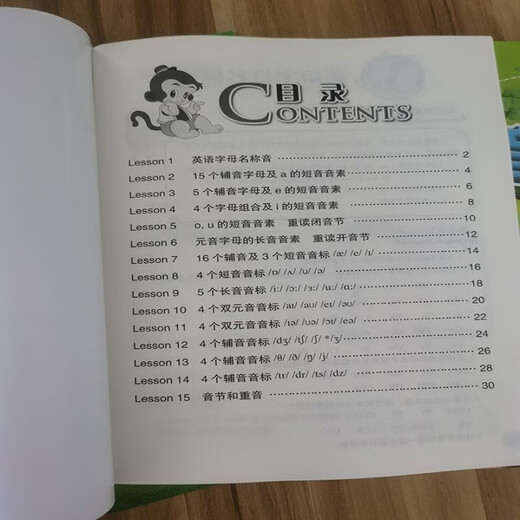 目录
CONTENTS
Lesson 1 英语字母名称音 2
Lesson 2 15个辅音字母及a的短音音素 4
Lesson 3 5个辅音字母及e的短音音素 6
Lesson 4 4个字母组合及i的短音音素 8
Lesson 5 o, u的短音音素 重读闭音节 10
Lesson 6 元音字母的长音音素 重读开音节 12
Lesson 7 16个辅音及3个短音音标 /æ/ /e/ /ɪ/ 14
Lesson 8 4个短音音标 /ɒ/ /ʌ/ /ʊ/ /ə/ 16
Lesson 9 5个长音音标 /iː/ /ɔː/ /ɜː/ /uː/ /ɑː/ 18
Lesson 10 4个双元音音标 /aɪ/ /aʊ/ /eɪ/ /əʊ/ 20
Lesson 11 4个双元音音标 /ɪə/ /ʊə/ /ɔɪ/ /eə/ 22
Lesson 12 4个辅音音标 /dʒ/ /tʃ/ /ʃ/ */ʒ/ 24
Lesson 13 4个辅音音标 /θ/ /ð/ /ŋ/ /j/ 26
Lesson 14 4个辅音音标 /tr/ /dr/ /ts/ /dz/ 28
Lesson 15 音节和重音 30